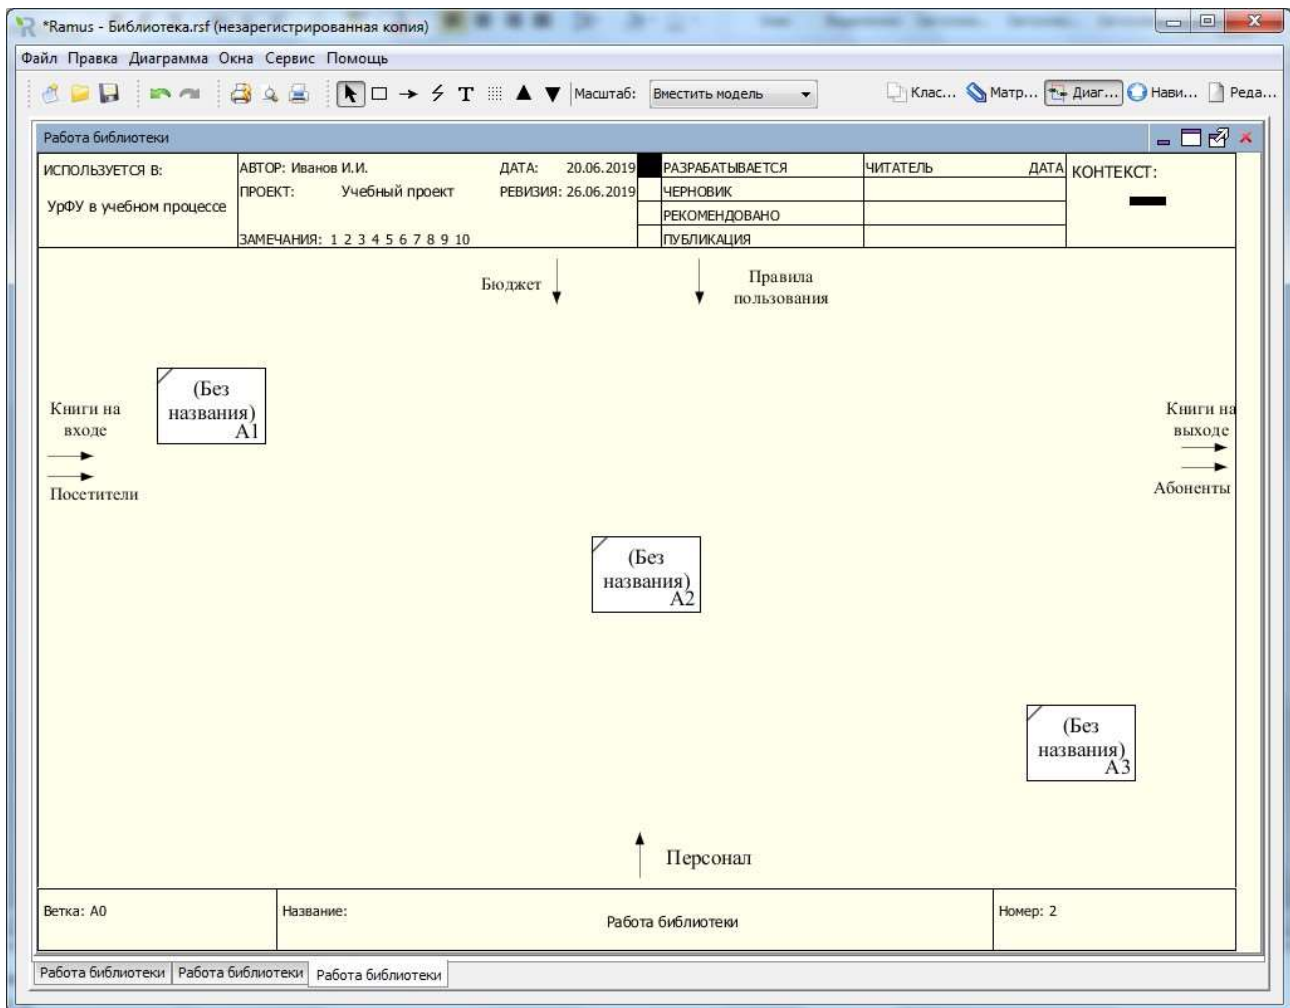 *Ramus - Библиотека.rsf (незарегистрированная копия)
Файл Правка Диаграмма Окна Сервис Помощь
T Масштаб: Вместить модель Клас... Матр... Диаг... Нави... Реда...
Работа библиотеки
ИСПОЛЬЗУЕТСЯ В:
УрФУ в учебном процессе
АВТОР: Иванов И.И. ДАТА: 20.06.2019
ПРОЕКТ: Учебный проект РЕВИЗИЯ: 26.06.2019
ЗАМЕЧАНИЯ: 1 2 3 4 5 6 7 8 9 10
РАЗРАБАТЫВАЕТСЯ
ЧЕРНОВИК
РЕКОМЕНДОВАНО
ПУБЛИКАЦИЯ
ЧИТАТЕЛЬ ДАТА
КОНТЕКСТ:
Бюджет
Правила
пользования
Книги на
входе
Посетители
(Без
названия)
A1
Книги на
выходе
Абоненты
(Без
названия)
A2
(Без
названия)
A3
Персонал
Ветка: A0
Название:
Работа библиотеки
Номер: 2
Работа библиотеки Работа библиотеки Работа библиотеки